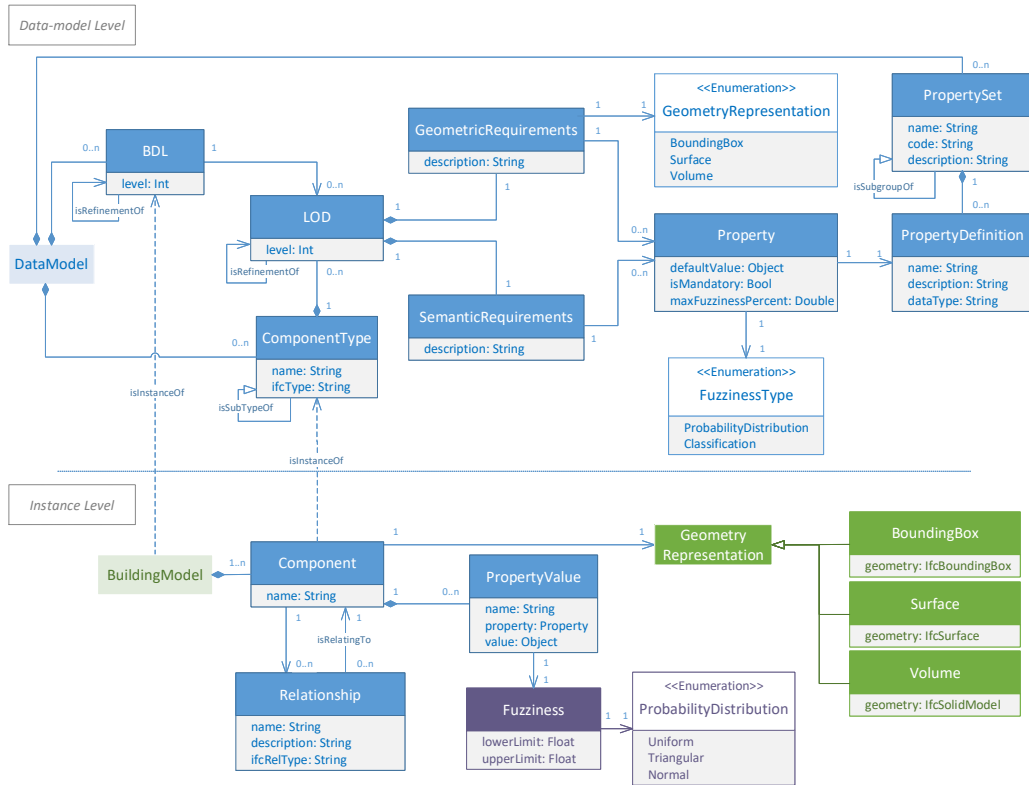 Data-model Level
0..n
<<Enumeration>>
GeometryRepresentation
BoundingBox
Surface
Volume
PropertySet
name: String
code: String
description: String
isSubgroupOf
1
0..n
GeometricRequirements
description: String
1
1
1
1
0..n
BDL
level: Int
isRefinementOf
0..n
1
0..n
LOD
level: Int
isRefinementOf
1
1
0..n
1
DataModel
Property
defaultValue: Object
isMandatory: Bool
maxFuzzinessPercent: Double
0..n
0..n
1
1
PropertyDefinition
name: String
description: String
dataType: String
SemanticRequirements
description: String
1
1
0..n
ComponentType
name: String
ifcType: String
isSubTypeOf
1
1
<<Enumeration>>
FuzzinessType
ProbabilityDistribution
Classification
isInstanceOf
isInstanceOf
Instance Level
BuildingModel
1..n
Component
name: String
1
1
Geometry
Representation
BoundingBox
geometry: IfcBoundingBox
Surface
geometry: IfcSurface
Volume
geometry: IfcSolidModel
1
0..n
PropertyValue
name: String
property: Property
value: Object
1
1
isRelatingTo
1
0..n
0..n
Relationship
name: String
description: String
ifcRelType: String
1
1
Fuzziness
lowerLimit: Float
upperLimit: Float
1
1
<<Enumeration>>
ProbabilityDistribution
Uniform
Triangular
Normal